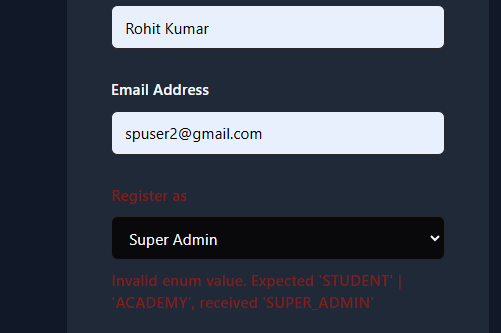 Rohit Kumar
Email Address
spuser2@gmail.com
Register as
Super Admin
Invalid enum value. Expected 'STUDENT' |
'ACADEMY', received 'SUPER_ADMIN'